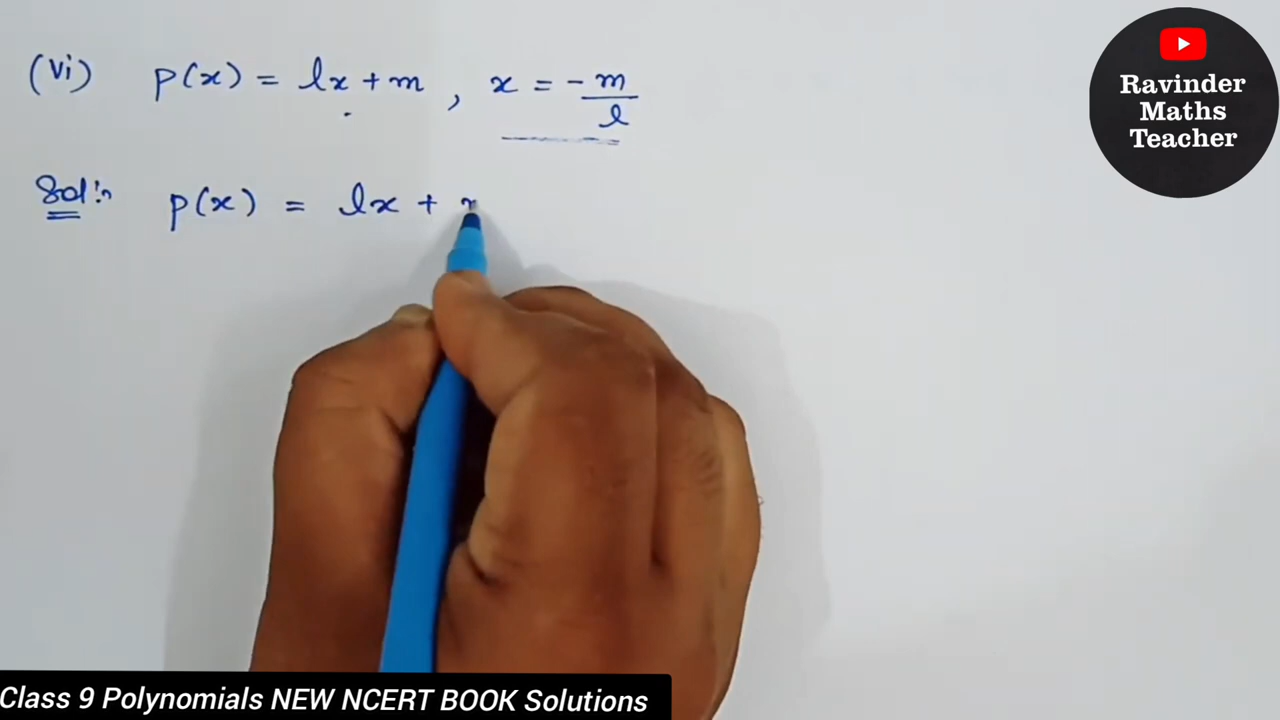 (Vi) p(x) = lx + m , x = -m/l
Sol:n p(x) = lx +
Ravinder
Maths
Teacher
Class 9 Polynomials NEW NCERT BOOK Solutions